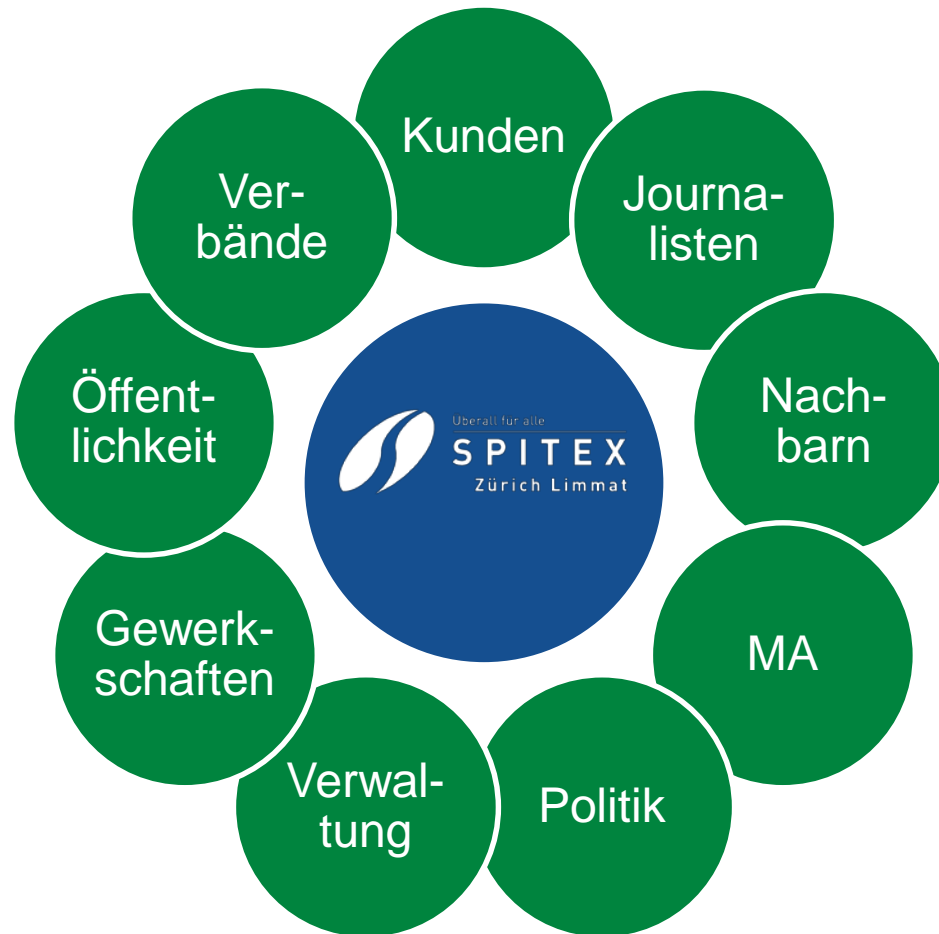 Kunden
Journa-
listen
Nach-
barn
MA
Politik
Verwal-
tung
Gewerk-
schaften
Öffent-
lichkeit
Ver-
bände
Überall für alle
SPITEX
Zürich Limmat